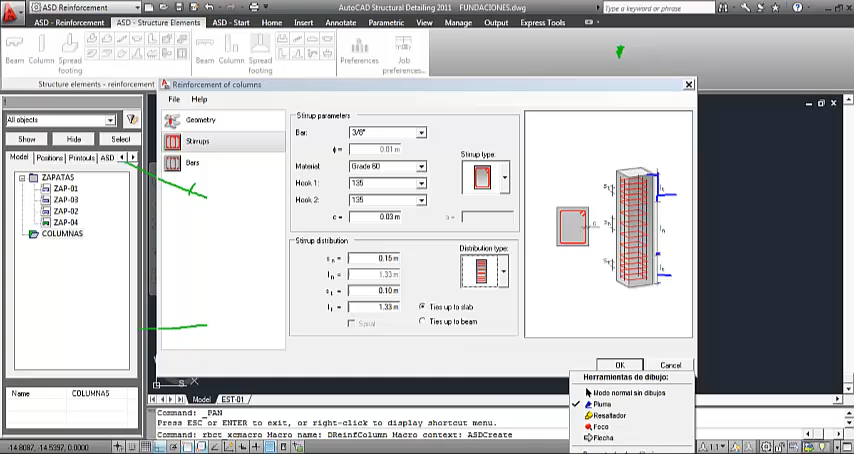 ASD Reinforcement
AutoCAD Structural Detailing 2011 FUNDACIONES.dwg
Type a keyword or phrase
ASD - Reinforcement
ASD - Structure Elements
ASD - Start
Home
Insert
Annotate
Parametric
View
Manage
Output
Express Tools
Beam
Column
Spread footing
Beam
Column
Spread footing
Preferences
Job preferences...
Structure elements - reinforcement
All objects
Show
Hide
Select
Model
Positions
Printouts
ASD
ZAPATAS
ZAP-01
ZAP-03
ZAP-02
ZAP-04
COLUMNAS
Name
COLUMNAS
Reinforcement of columns
File
Help
Geometry
Stirrups
Bars
Stirrup parameters
Bar:
3/8"
ϕ =
0.01 m
Material:
Grade 60
Hook 1:
135
Hook 2:
135
c =
0.03 m
Stirrup type:
a =
Stirrup distribution
s n =
0.15 m
l n =
1.33 m
s t =
0.10 m
l t =
1.33 m
Spiral
Distribution type:
Ties up to slab
Ties up to beam
OK
Cancel
Model
EST-01
Command: _PAN
Press ESC or ENTER to exit, or right-click to display shortcut menu.
Command: rbct_xcmacro Macro name: DReinfColumn Macro context: ASDCreate
Herramientas de dibujo:
Modo normal sin dibujos
Pluma
Resaltador
Foco
Flecha
-14.8087, -14.5397, 0.0000